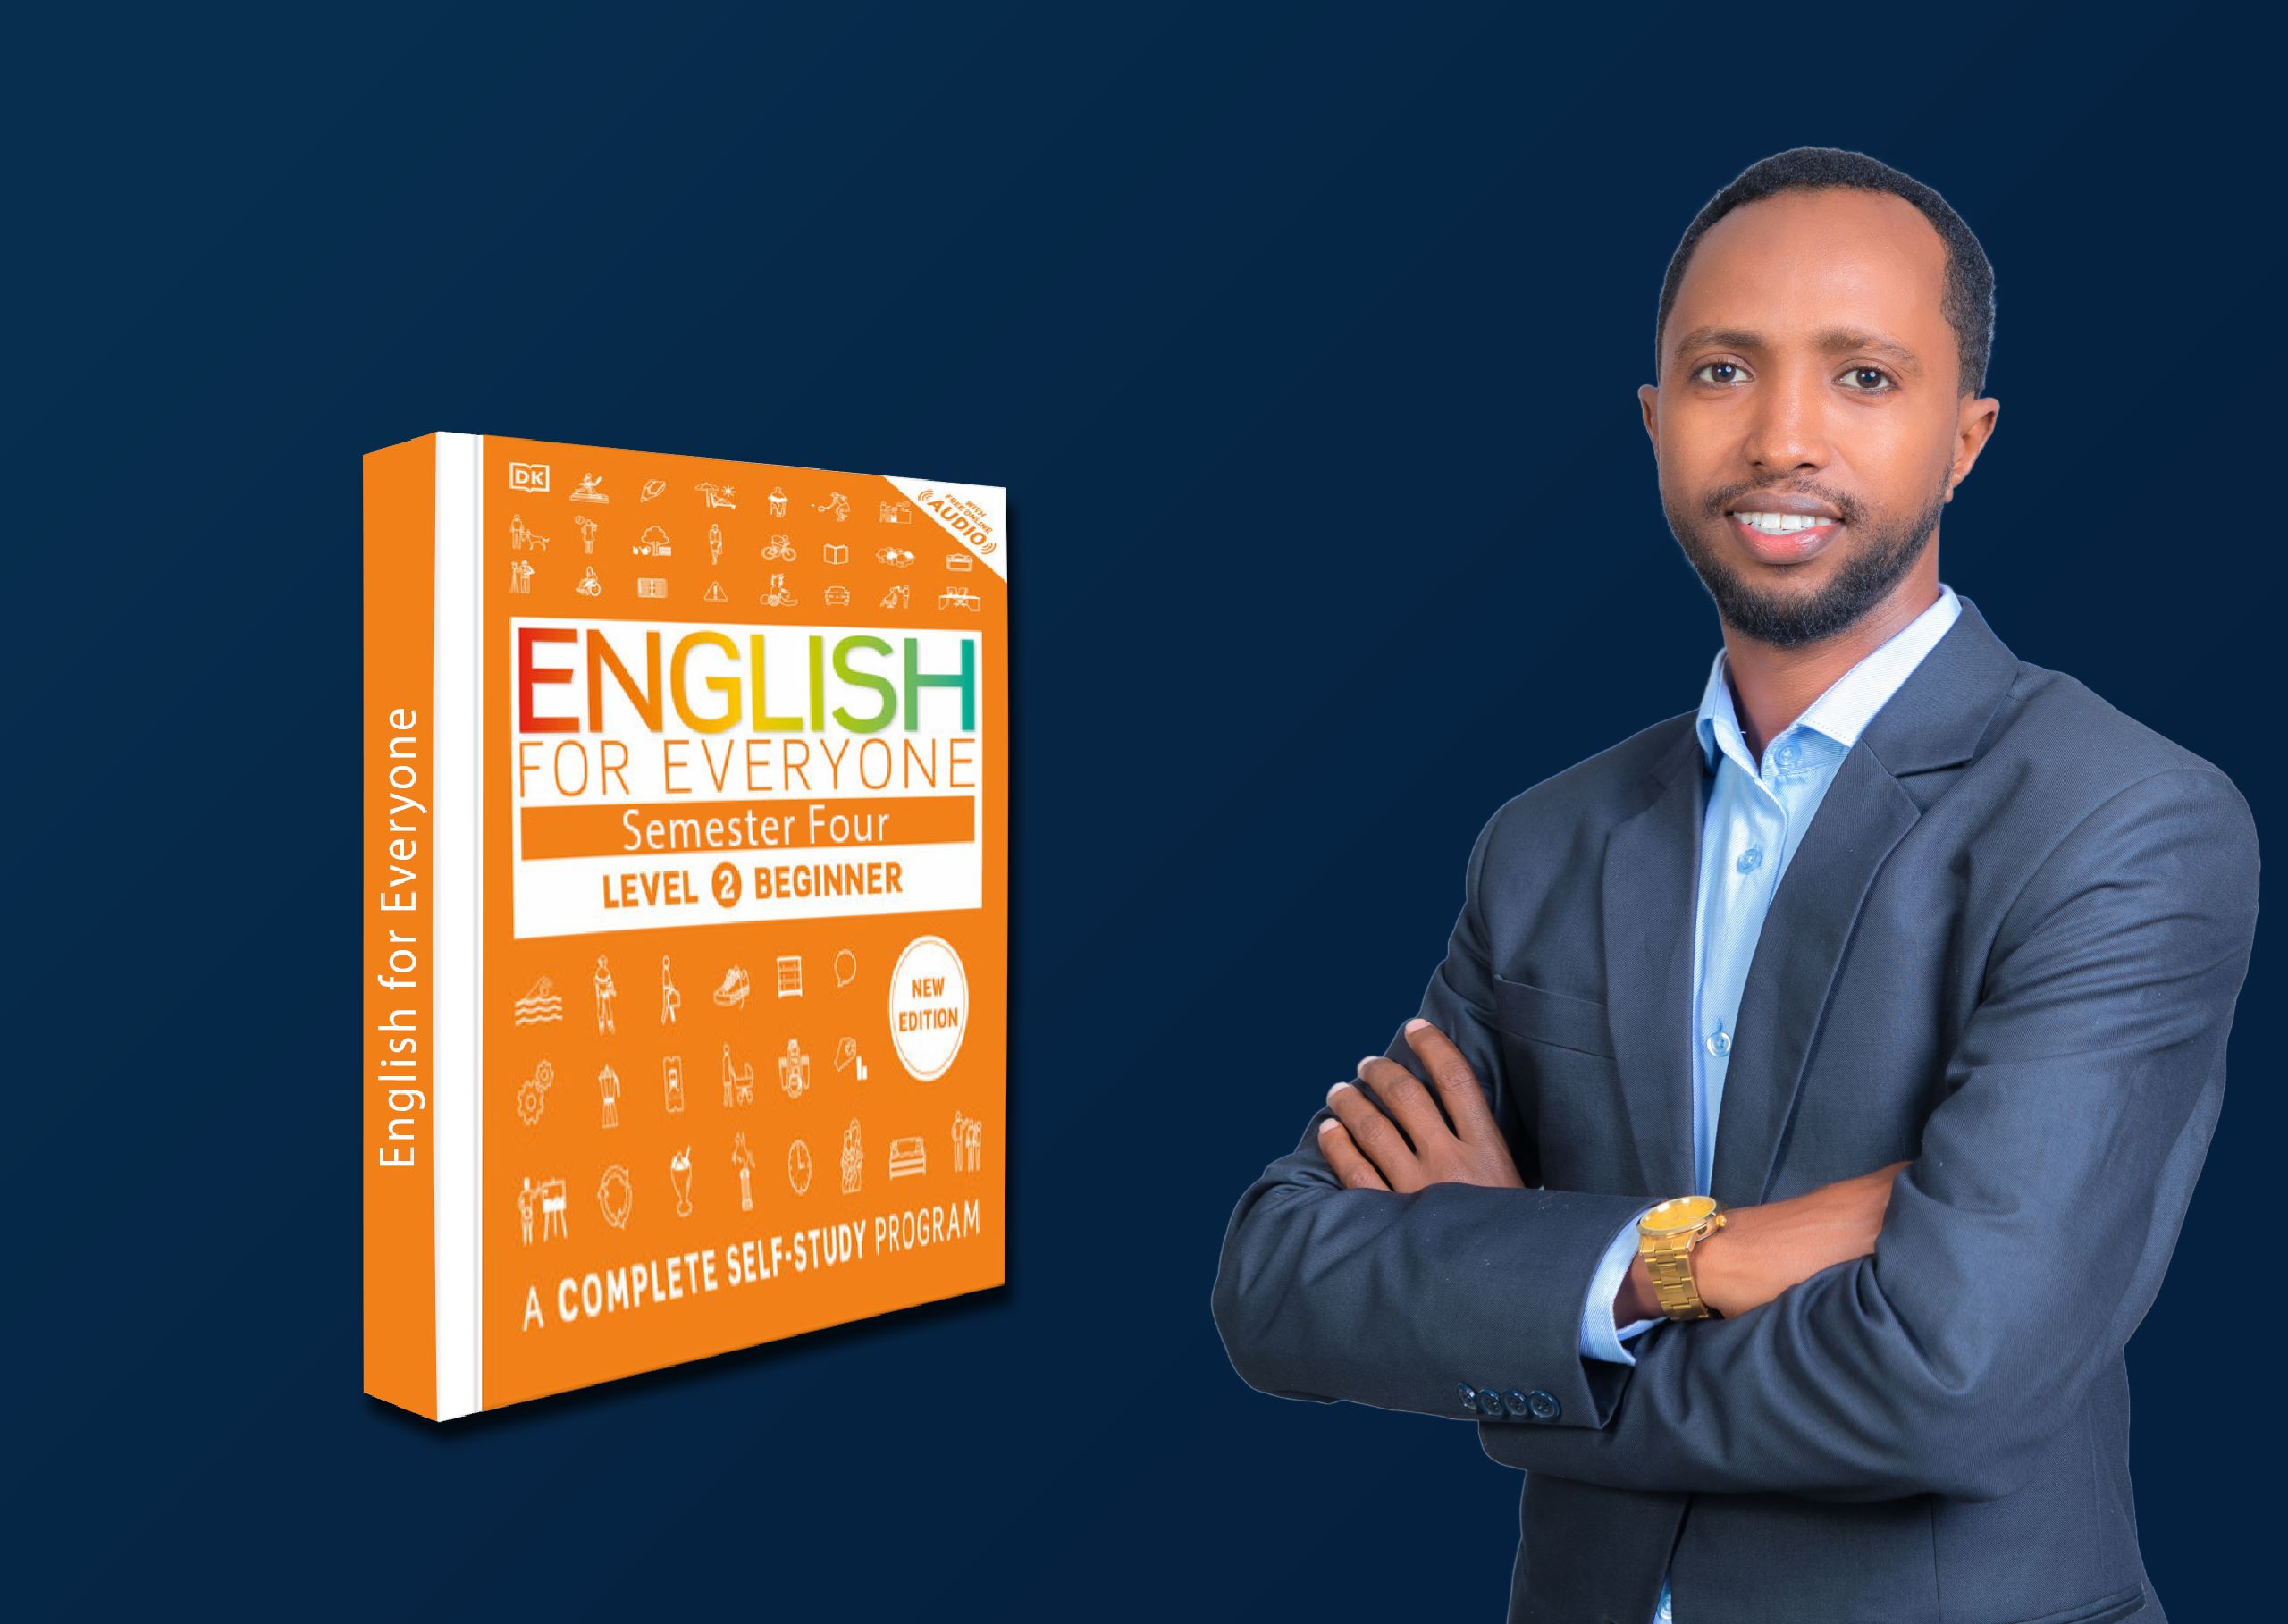 English for Everyone
DK
WITH
FREE ONLINE
AUDIO
ENGLISH
FOR EVERYONE
Semester Four
LEVEL 2 BEGINNER
NEW
EDITION
A COMPLETE SELF-STUDY PROGRAM